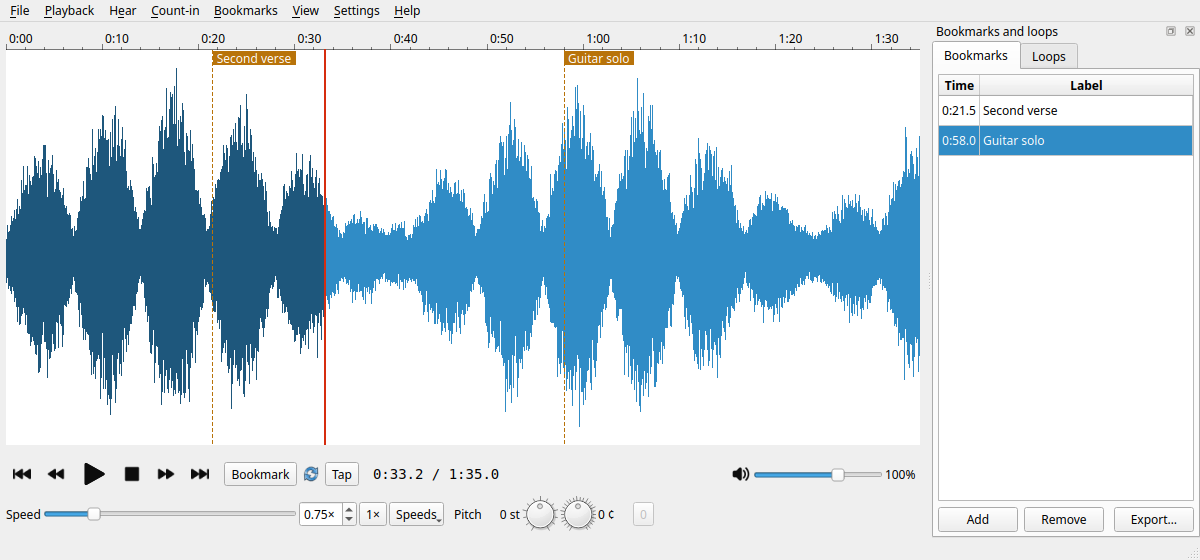 File Playback Hear Count-in Bookmarks View Settings Help
0:00 0:10 0:20 0:30 0:40 0:50 1:00 1:10 1:20 1:30
Second verse Guitar solo
Bookmark Tap 0:33.2 / 1:35.0 100%
Speed 0.75× 1× Speeds Pitch 0 st 0 ¢ 0
Bookmarks and loops
Bookmarks Loops
Time Label
0:21.5 Second verse
0:58.0 Guitar solo
Add Remove Export...